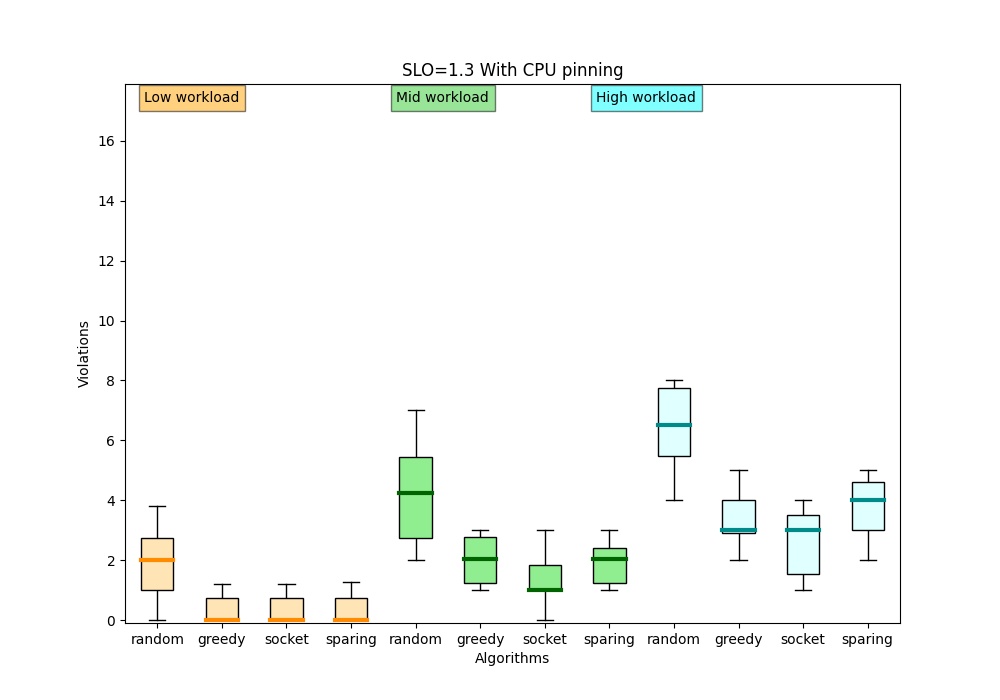 SLO=1.3 With CPU pinning
Low workload Mid workload High workload
16
14
12
10
8
6
4
2
0
Violations
random greedy socket sparing random greedy socket sparing random greedy socket sparing
Algorithms